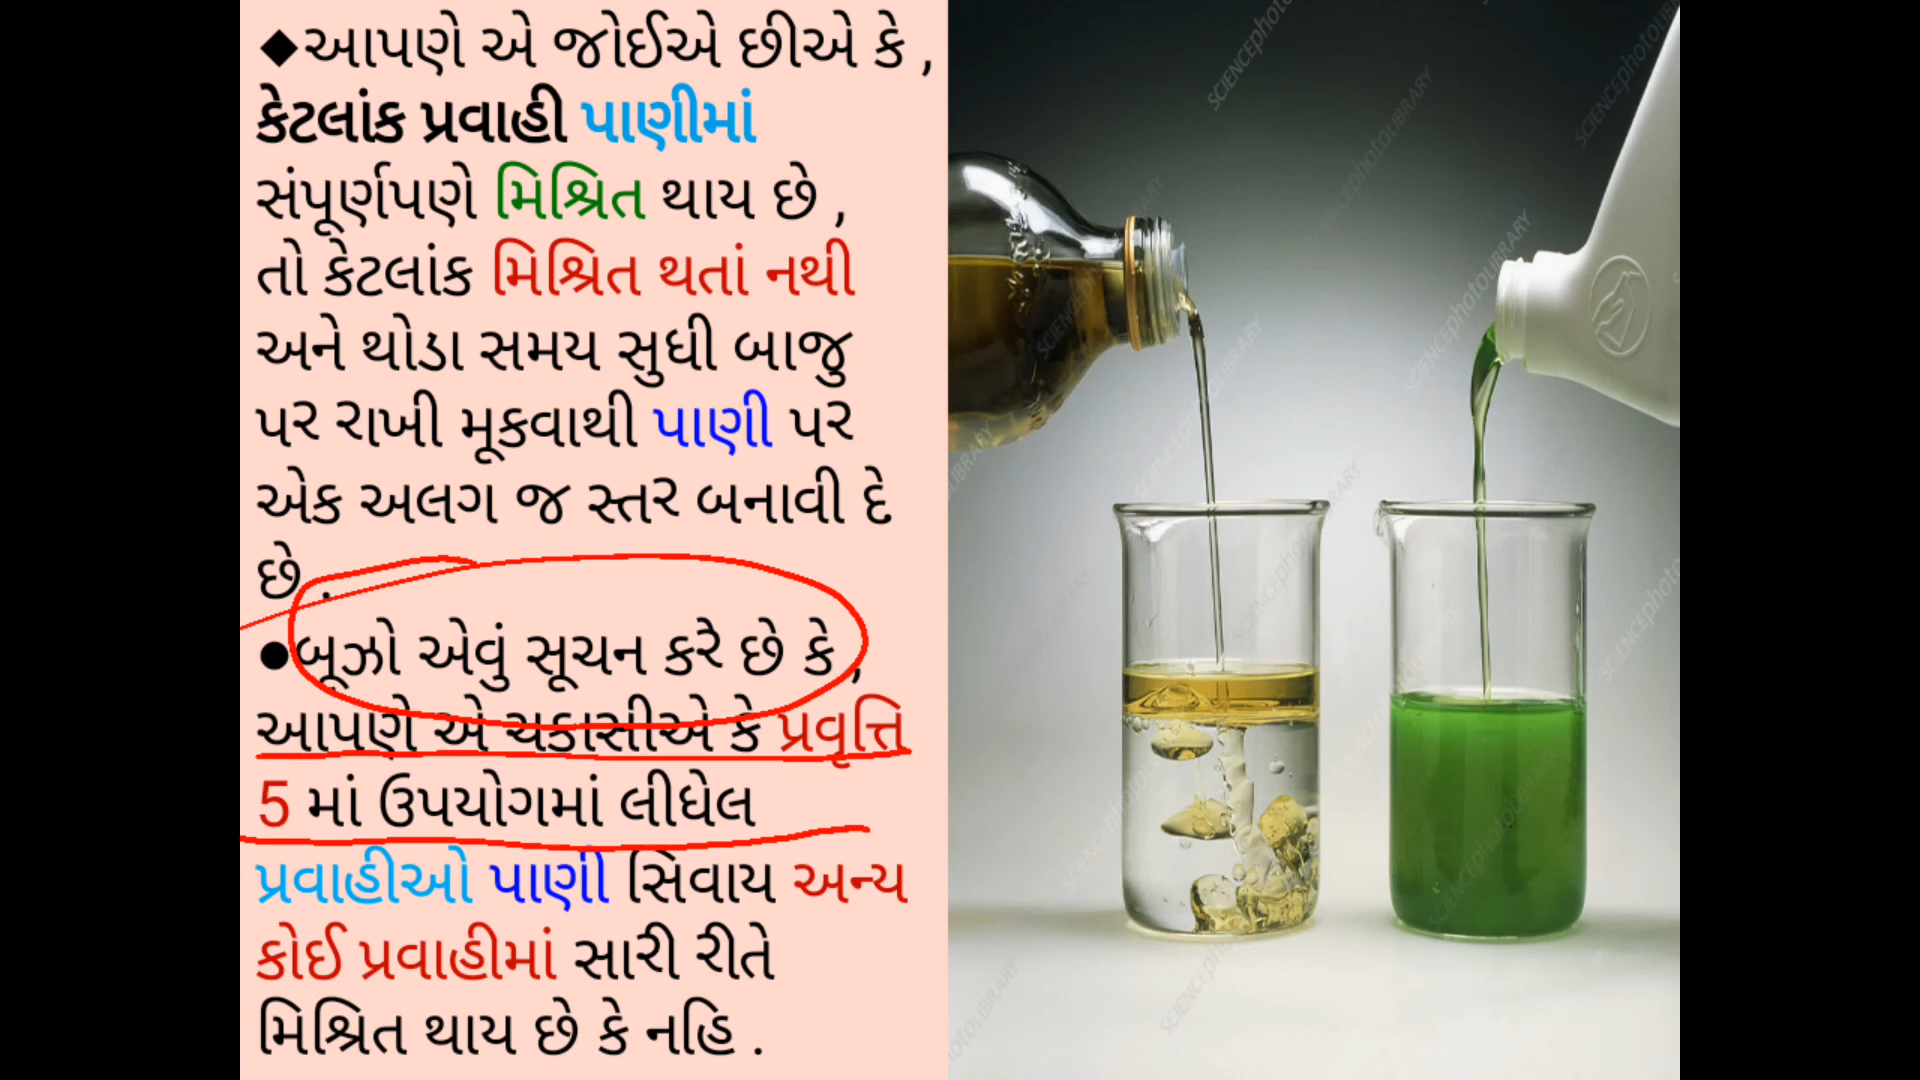 ◆આપણે એ જોઈએ છીએ કે ,
કેટલાંક પ્રવાહી પાણીમાં
સંપૂર્ણપણે મિશ્રિત થાય છે ,
તો કેટલાંક મિશ્રિત થતાં નથી
અને થોડા સમય સુધી બાજુ
પર રાખી મૂકવાથી પાણી પર
એક અલગ જ સ્તર બનાવી દે
છે .
●બૂઝો એવું સૂચન કરે છે કે ,
આપણે એ ચકાસીએ કે પ્રવૃત્તિ
5 માં ઉપયોગમાં લીધેલ
પ્રવાહીઓ પાણી સિવાય અન્ય
કોઈ પ્રવાહીમાં સારી રીતે
મિશ્રિત થાય છે કે નહિ .
SCIENCEphotoLIBRARY